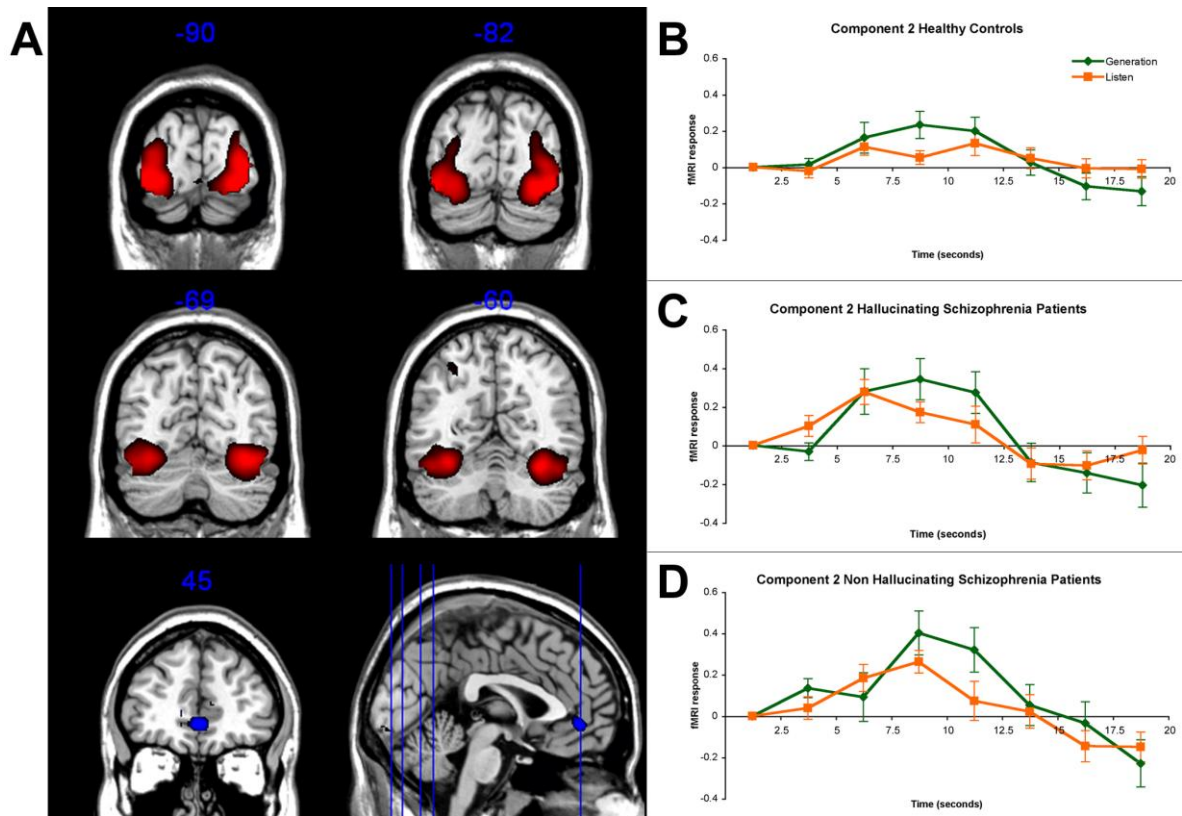 A
-90
-82
-69
-60
45
B
Component 2 Healthy Controls
Generation
Listen
fMRI response
0.6
0.4
0.2
0
-0.2
-0.4
2.5 5 7.5 10 12.5 15 17.5 20
Time (seconds)
C
Component 2 Hallucinating Schizophrenia Patients
fMRI response
0.6
0.4
0.2
0
-0.2
-0.4
2.5 5 7.5 10 12.5 15 17.5 20
Time (seconds)
D
Component 2 Non Hallucinating Schizophrenia Patients
fMRI response
0.6
0.4
0.2
0
-0.2
-0.4
2.5 5 7.5 10 12.5 15 17.5 20
Time (seconds)